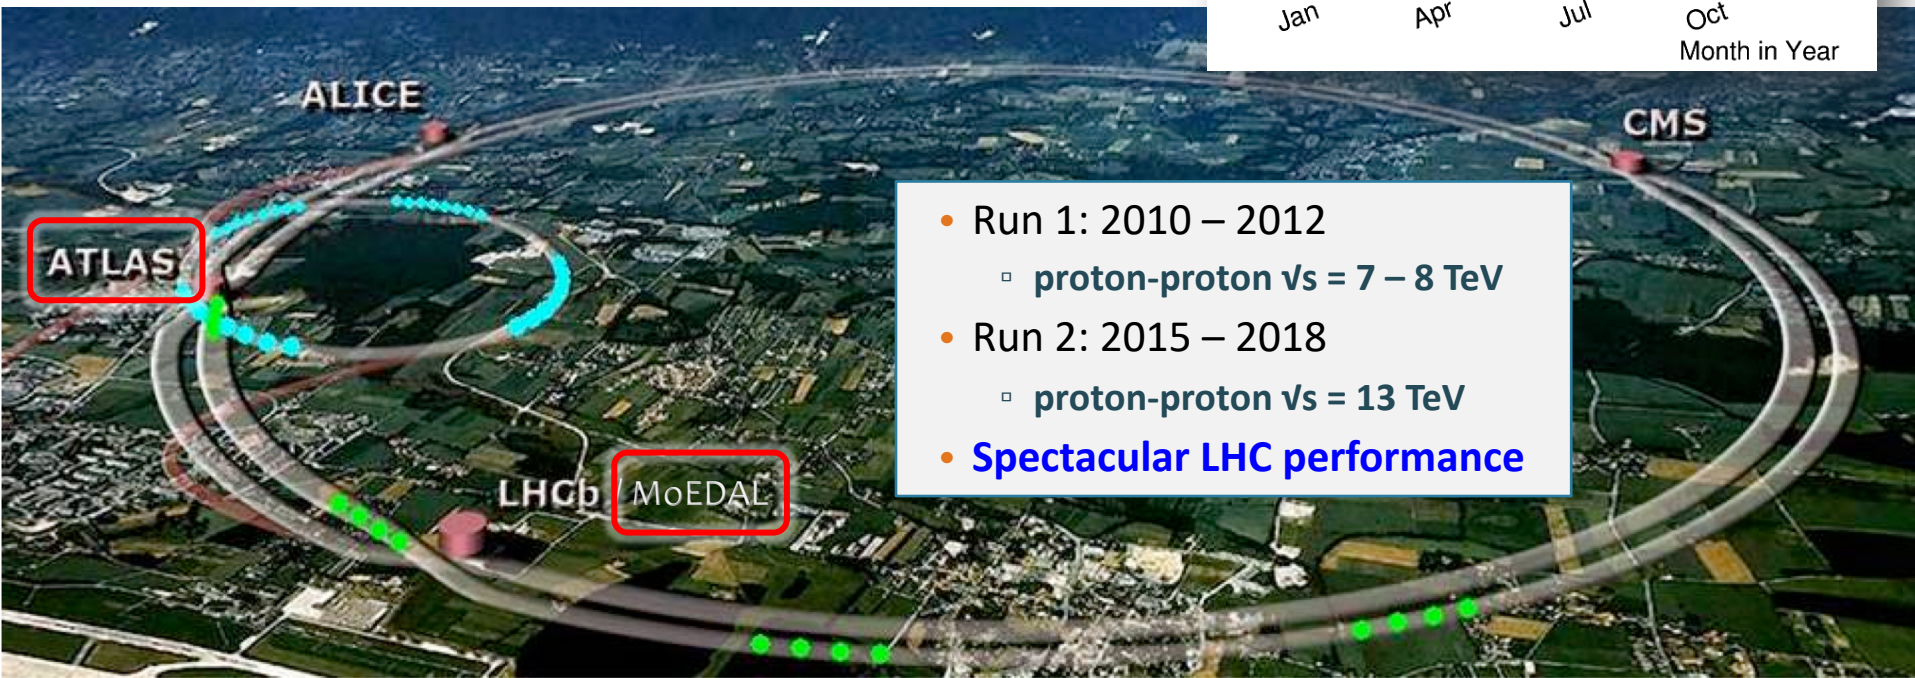 Jan Apr Jul Oct
Month in Year
ALICE
CMS
ATLAS
• Run 1: 2010 – 2012
▫ proton-proton √s = 7 – 8 TeV
• Run 2: 2015 – 2018
▫ proton-proton √s = 13 TeV
• Spectacular LHC performance
LHCb / MoEDAL